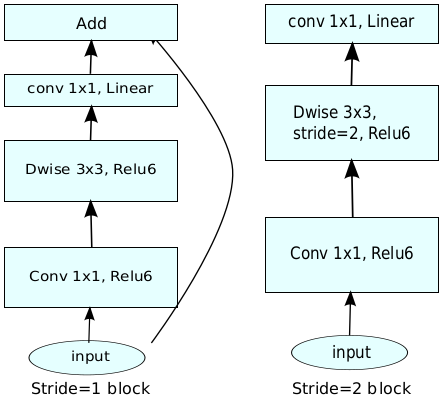 Add
conv 1x1, Linear
Dwise 3x3, Relu6
Conv 1x1, Relu6
input
Stride=1 block
conv 1x1, Linear
Dwise 3x3,
stride=2, Relu6
Conv 1x1, Relu6
input
Stride=2 block